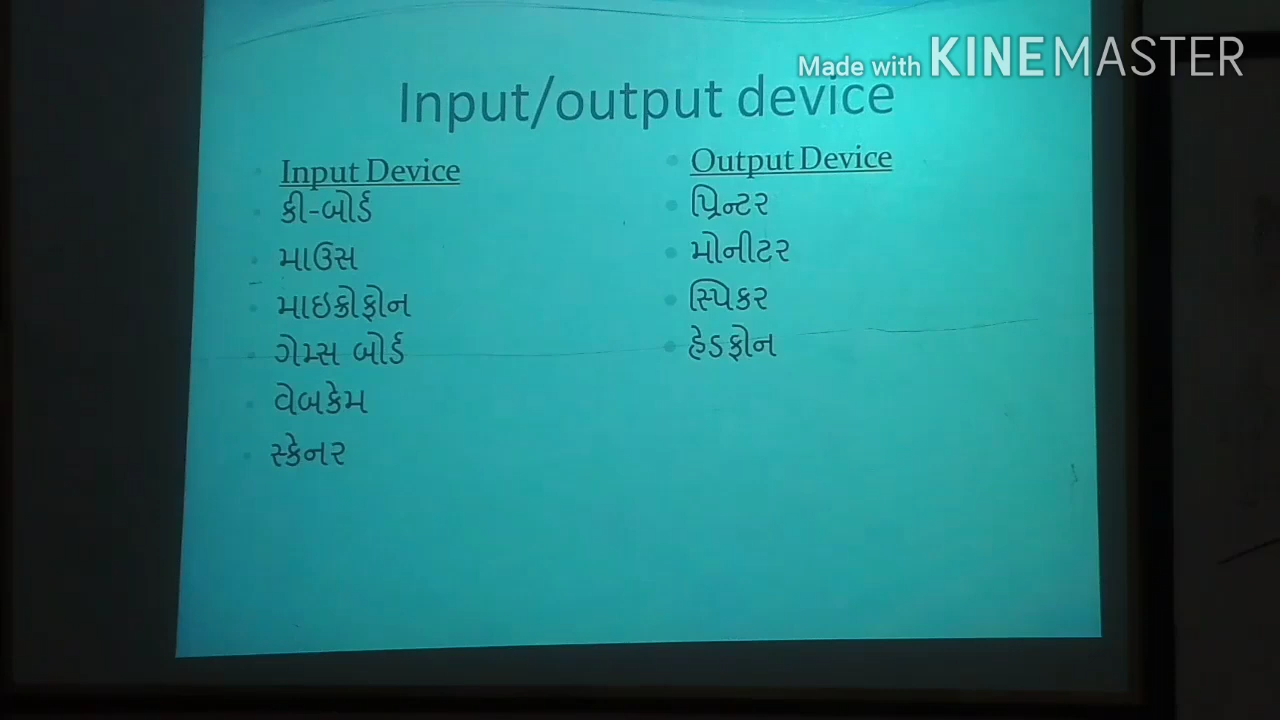 Made with KINEMASTER
Input/output device
Input Device
કી-બોર્ડ
માઉસ
માઇક્રોફોન
ગેમ્સ બોર્ડ
વેબકેમ
સ્કેનર
Output Device
પ્રિન્ટર
મોનીટર
સ્પિકર
હેડફોન